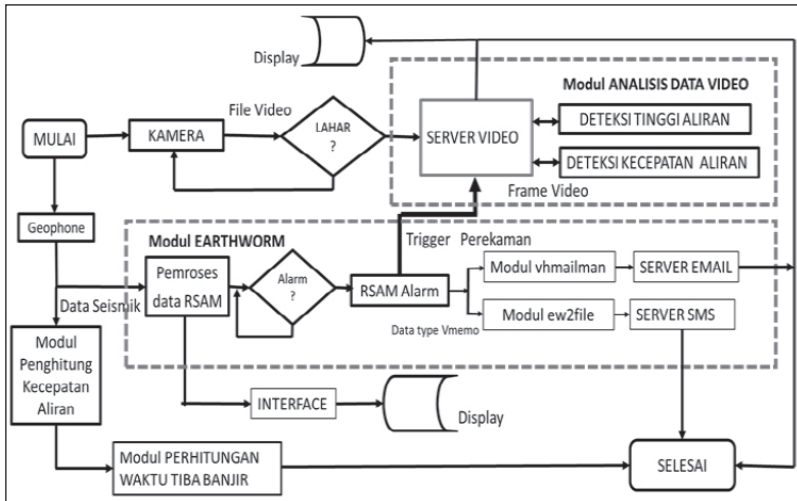 Display
Modul ANALISIS DATA VIDEO
File Video
MULAI
KAMERA
LAHAR
?
SERVER VIDEO
DETEKSI TINGGI ALIRAN
DETEKSI KECEPATAN ALIRAN
Frame Video
Geophone
Modul EARTHWORM
Trigger Perekaman
Data Seismik
Pemroses
data RSAM
Alarm
?
RSAM Alarm
Modul vhmailman
SERVER EMAIL
Data type Vmemo
Modul ew2file
SERVER SMS
Modul
Penghitung
Kecepatan
Aliran
INTERFACE
Display
Modul PERHITUNGAN
WAKTU TIBA BANJIR
SELESAI